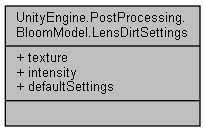 UnityEngine.PostProcessing.
BloomModel.LensDirtSettings
+ texture
+ intensity
+ defaultSettings